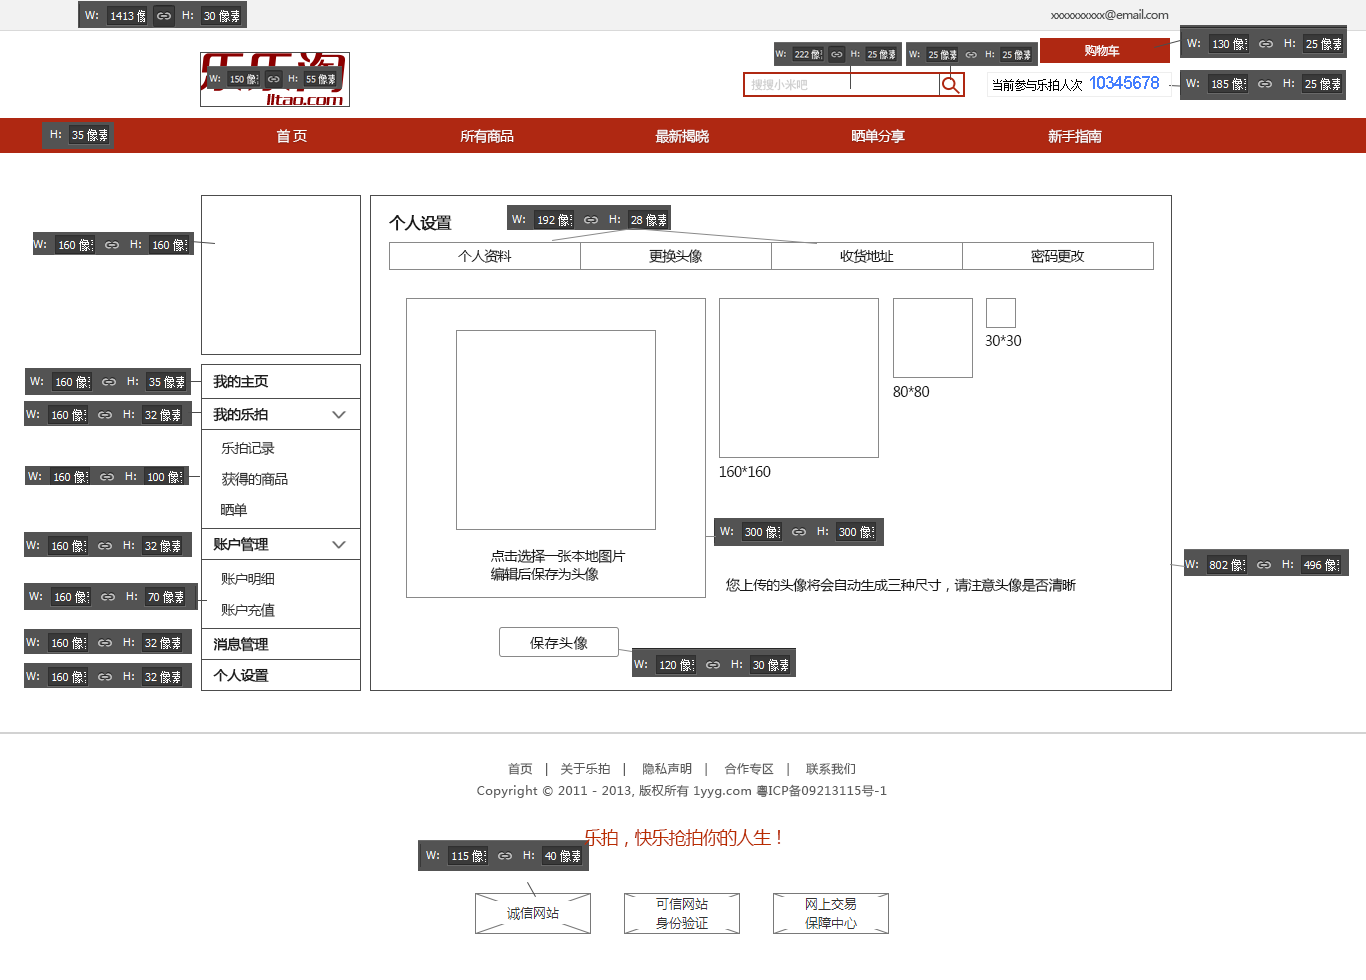 W: 1413 像 H: 30 像素
xxxxxxxxxx@email.com
乐乐淘
lltao.com
W: 150 像 H: 55 像素
W: 222 像 H: 25 像素
W: 25 像素 H: 25 像素
购物车
W: 130 像 H: 25 像素
搜搜小米吧
当前参与乐拍人次 10345678
W: 185 像 H: 25 像素
H: 35 像素
首 页
所有商品
最新揭晓
晒单分享
新手指南
W: 160 像 H: 160 像
个人设置
W: 192 像 H: 28 像素
个人资料
更换头像
收货地址
密码更改
30*30
80*80
160*160
W: 160 像 H: 35 像素
我的主页
W: 160 像 H: 32 像素
我的乐拍
乐拍记录
W: 160 像 H: 100 像
获得的商品
晒单
W: 160 像 H: 32 像素
账户管理
账户明细
W: 160 像 H: 70 像素
账户充值
W: 160 像 H: 32 像素
消息管理
W: 160 像 H: 32 像素
个人设置
点击选择一张本地图片
编辑后保存为头像
W: 300 像 H: 300 像
您上传的头像将会自动生成三种尺寸，请注意头像是否清晰
W: 802 像 H: 496 像
保存头像
W: 120 像 H: 30 像素
首页 | 关于乐拍 | 隐私声明 | 合作专区 | 联系我们
Copyright © 2011 - 2013, 版权所有 1yyg.com 粤ICP备09213115号-1
乐拍，快乐抢拍你的人生！
W: 115 像 H: 40 像素
诚信网站
可信网站
身份验证
网上交易
保障中心